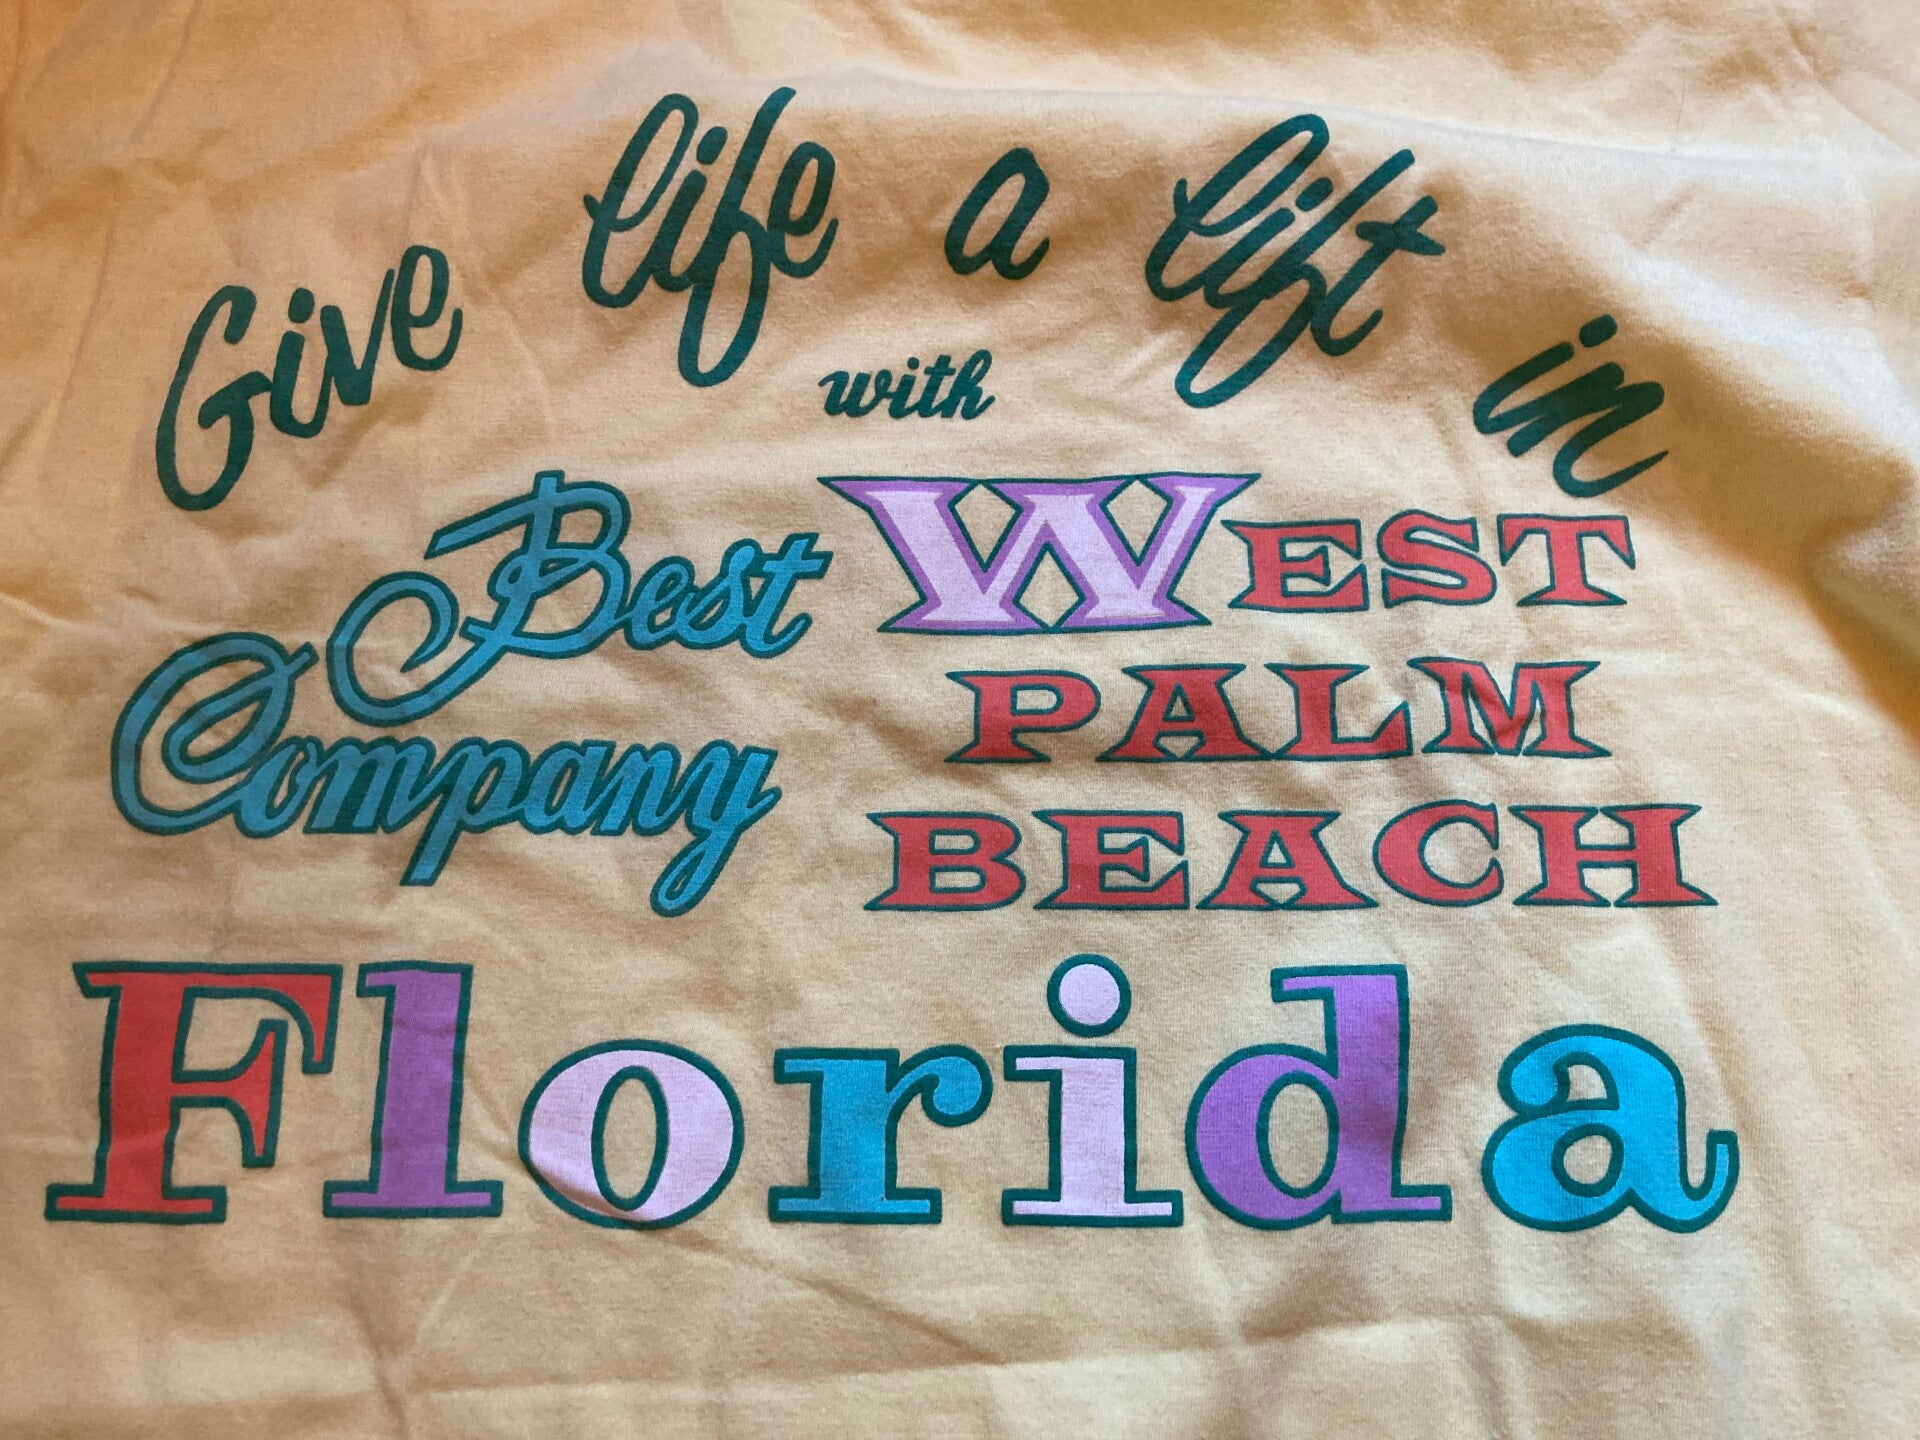 Give life a lift in
with
Best WEST
Company PALM
BEACH
Florida